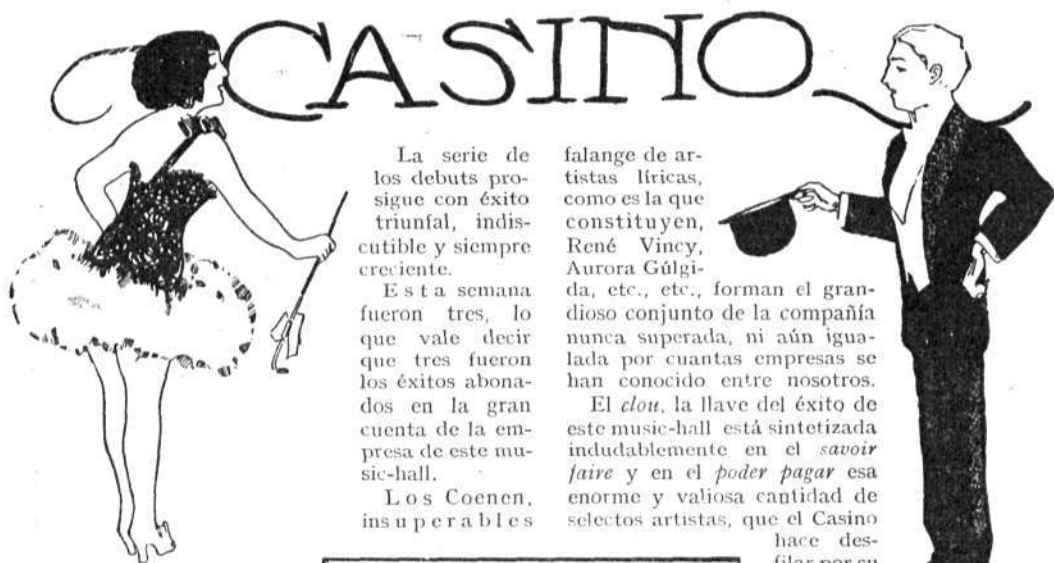 CASINO
La serie de
los debuts pro-
sigue con éxito
triunfal, indis-
cutible y siempre
creciente.
Esta semana
fueron tres, lo
que vale decir
que tres fueron
los éxitos abona-
dos en la gran
cuenta de la em-
presa de este mu-
sic-hall.
Los Coenen,
insuperables
falange de ar-
tistas líricas,
como es la que
constituyen,
René Vincy,
Aurora Gúlgi-
da, etc., etc., forman el gran-
dioso conjunto de la compañía
nunca superada, ni aún igua-
lada por cuantas empresas se
han conocido entre nosotros.
El clou, la llave del éxito de
este music-hall está sintetizada
indudablemente en el savoir
faire y en el poder pagar esa
enorme y valiosa cantidad de
selectos artistas, que el Casino
hace des-
filar por su